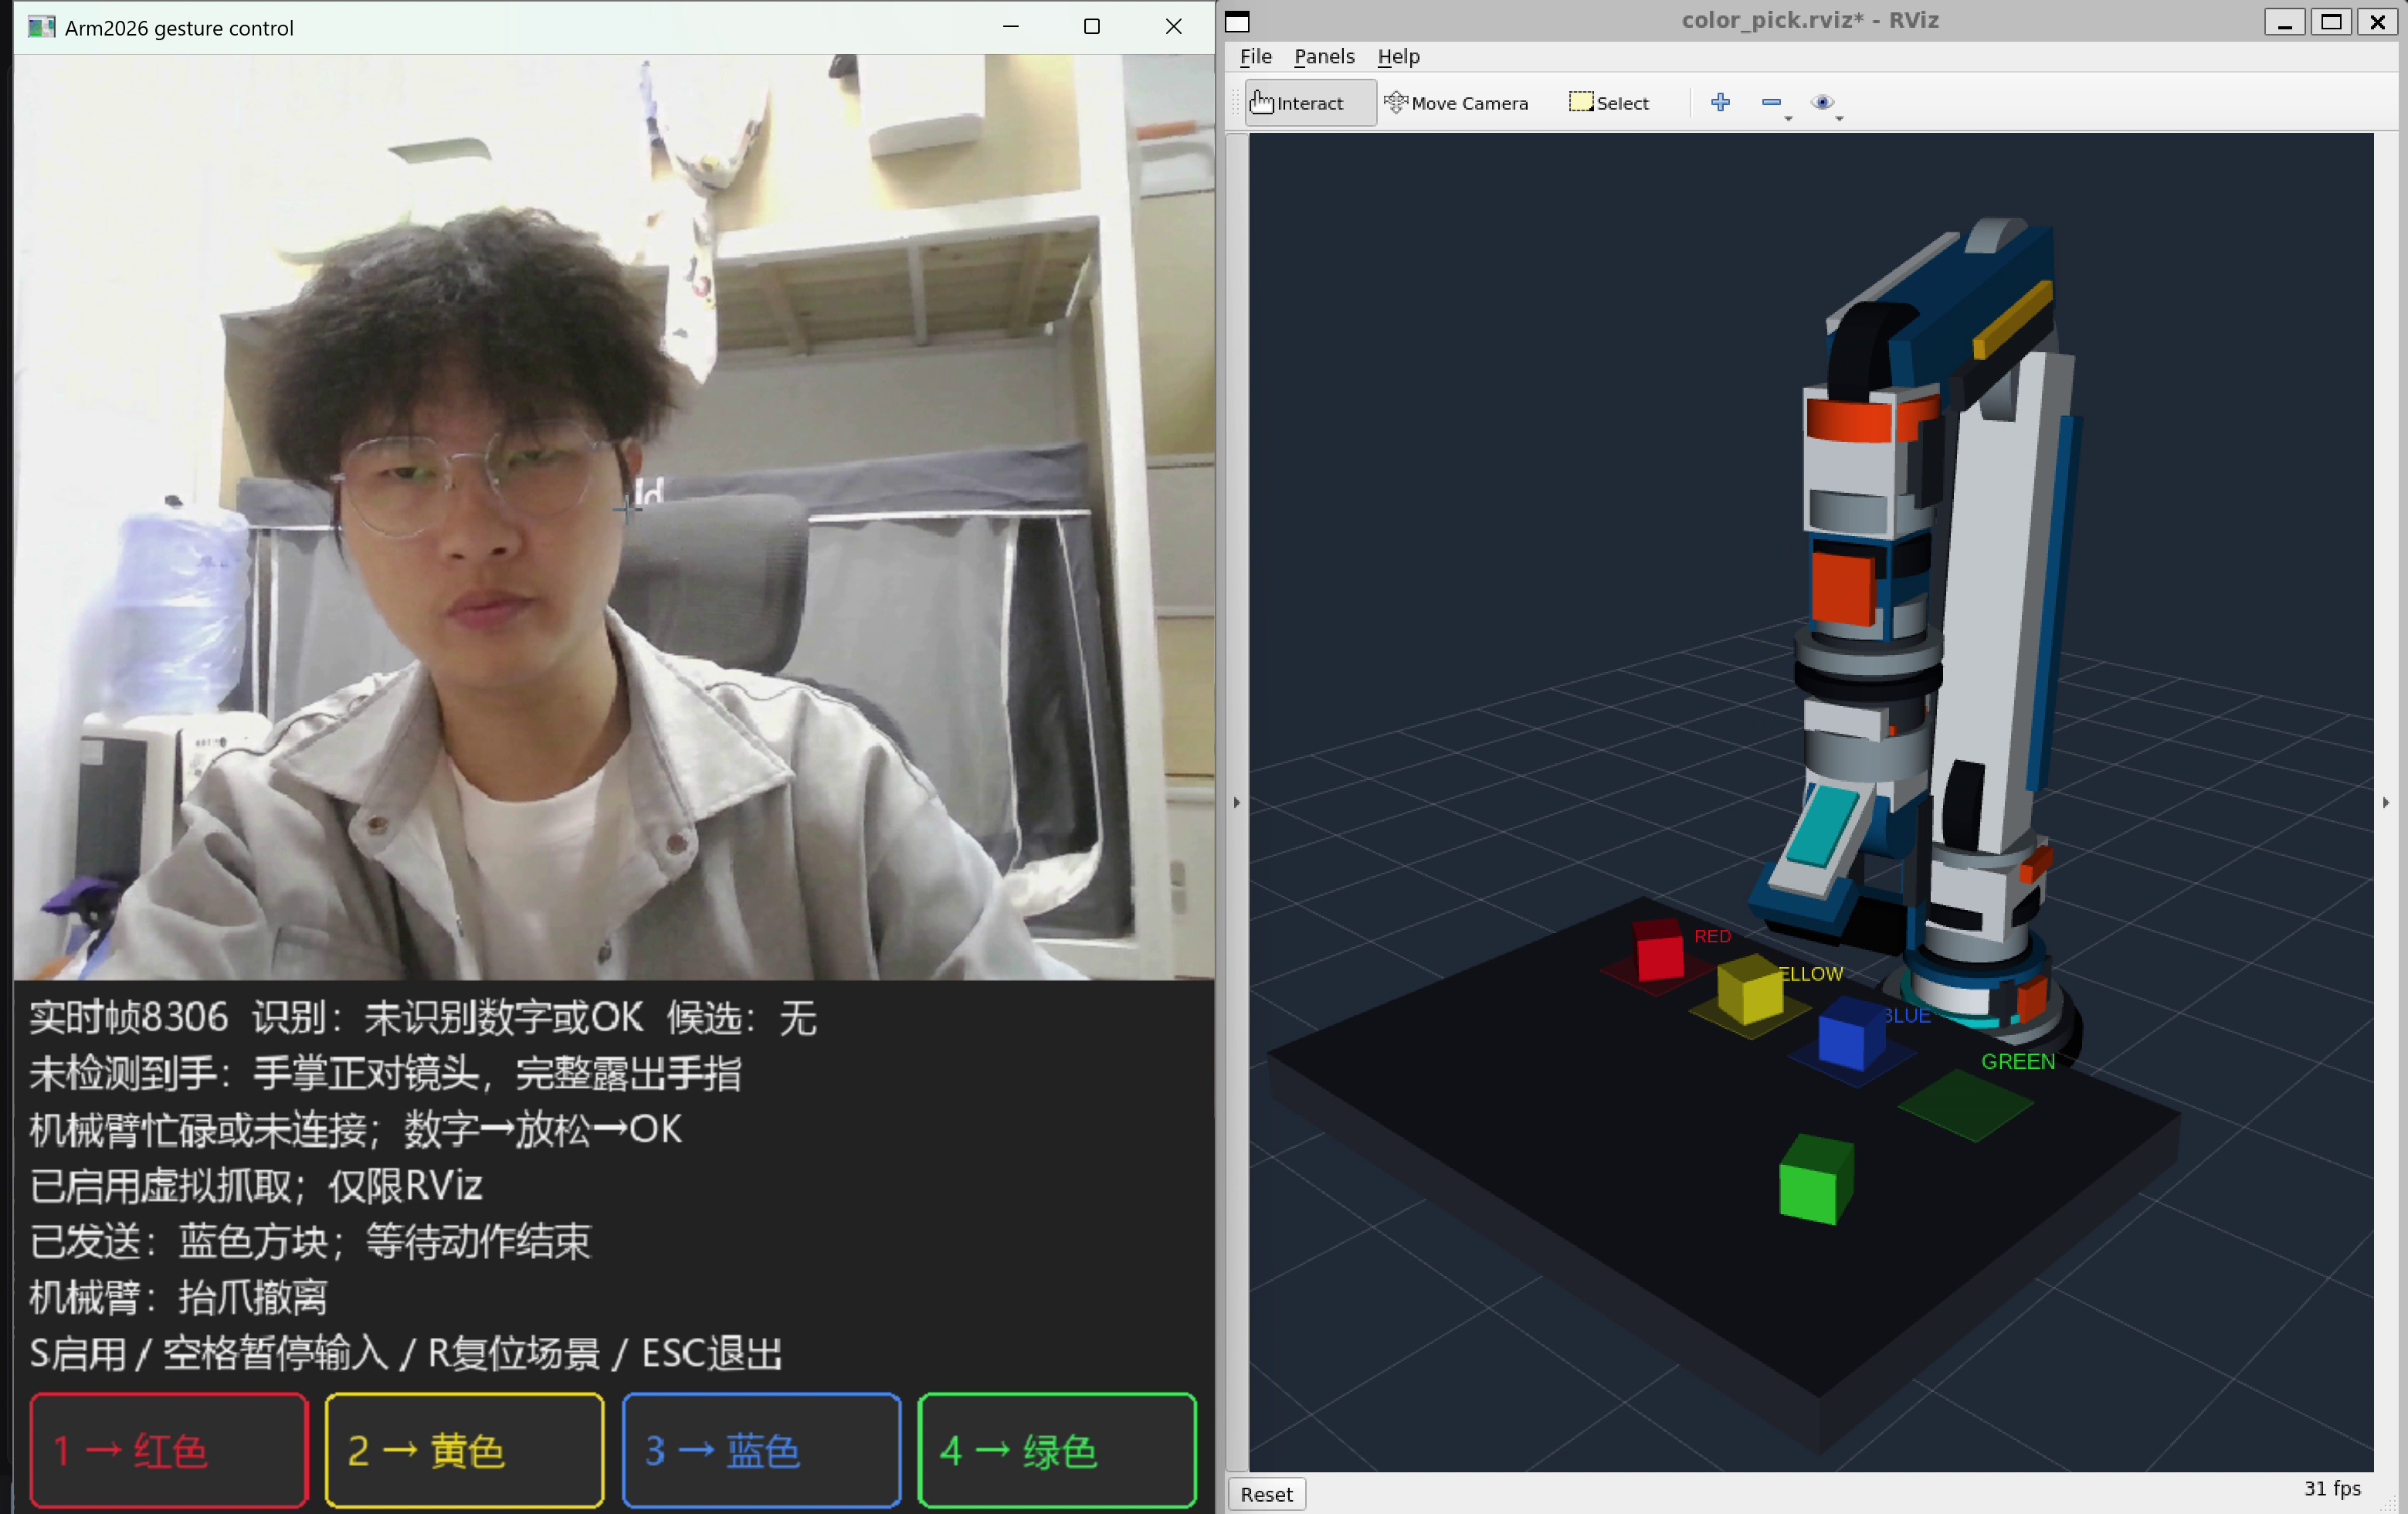 Arm2026 gesture control
ld
实时帧8306 识别：未识别数字或OK 候选：无
未检测到手：手掌正对镜头，完整露出手指
机械臂忙碌或未连接；数字→放松→OK
已启用虚拟抓取；仅限RViz
已发送：蓝色方块；等待动作结束
机械臂：抬爪撤离
S启用 / 空格暂停输入 / R复位场景 / ESC退出
1 → 红色
2 → 黄色
3 → 蓝色
4 → 绿色
color_pick.rviz* - RViz
File Panels Help
Interact Move Camera Select
RED
ELLOW
BLUE
GREEN
Reset
31 fps